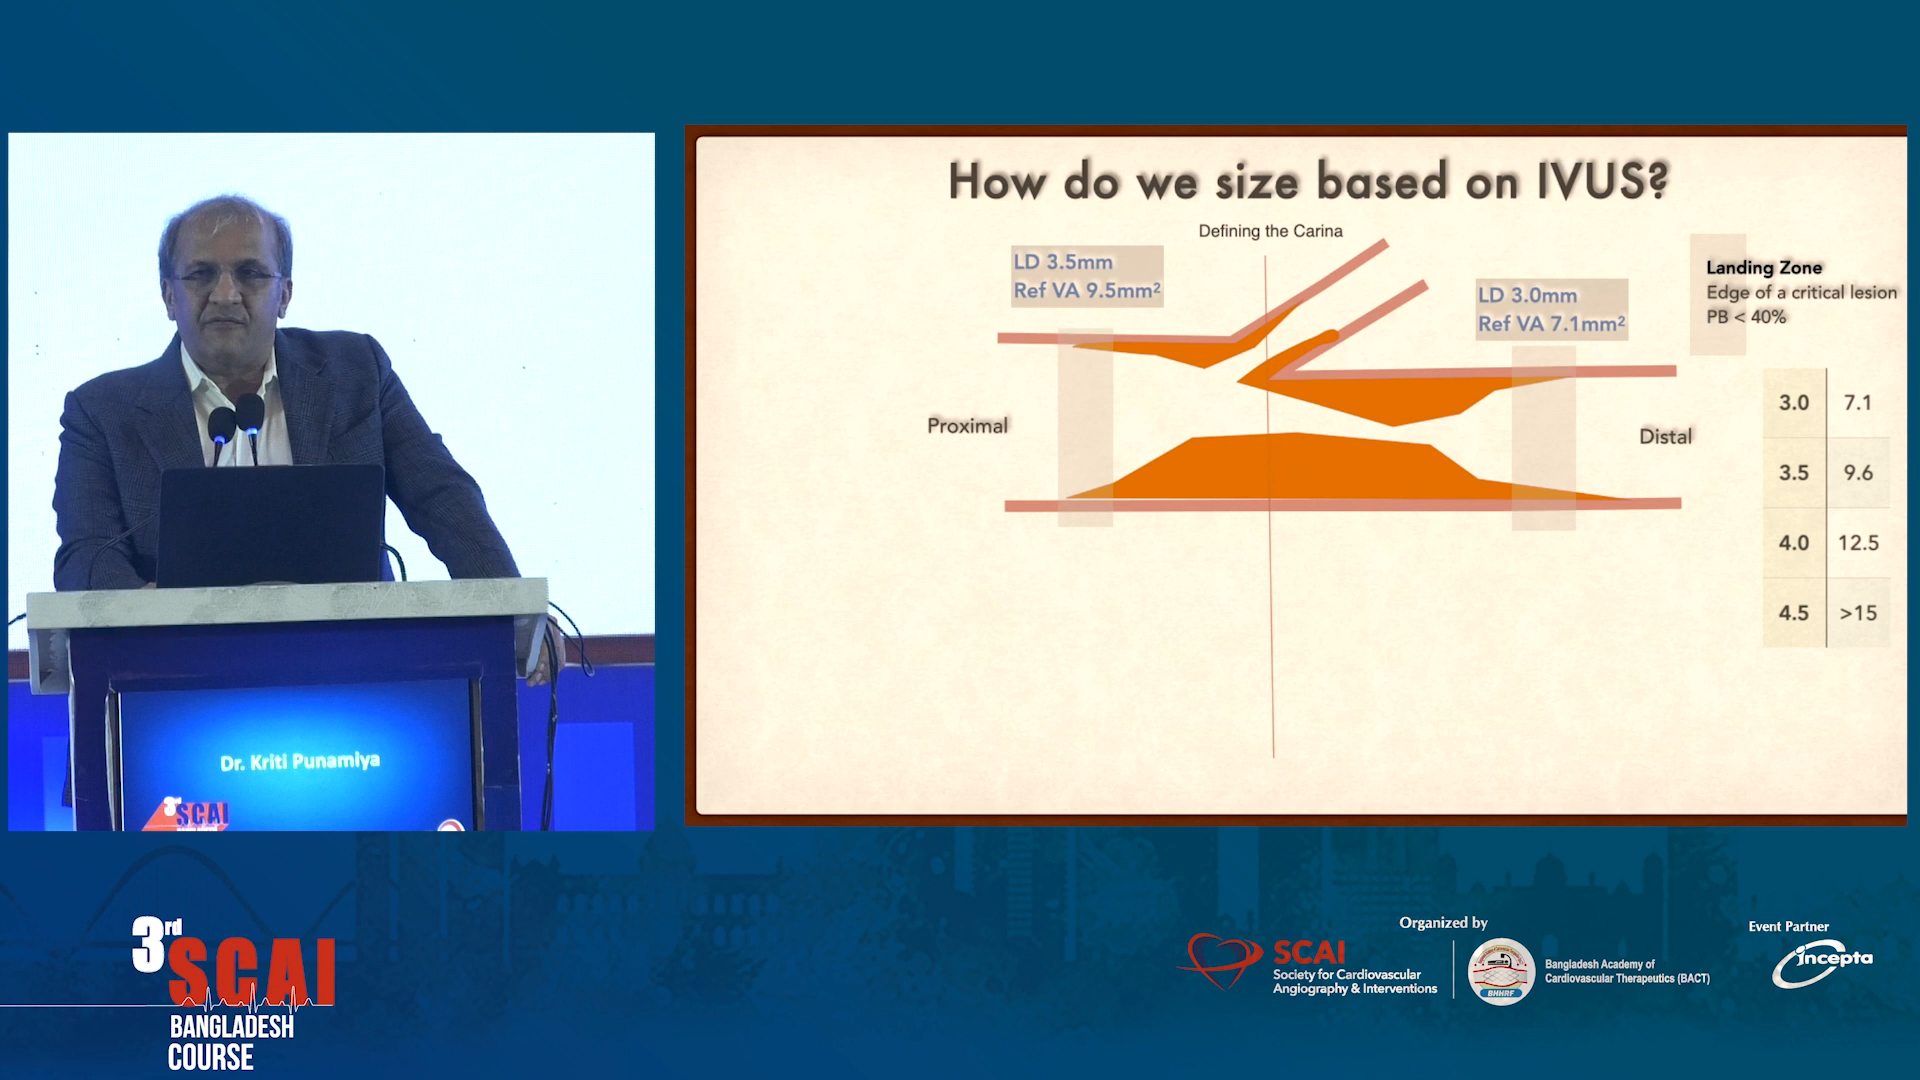 How do we size based on IVUS?
Defining the Carina
LD 3.5mm
Ref VA 9.5mm²
LD 3.0mm
Ref VA 7.1mm²
Landing Zone
Edge of a critical lesion
PB < 40%
Proximal
Distal
3.0 7.1
3.5 9.6
4.0 12.5
4.5 >15
Dr. Kriti Punamiya
3rd
SCAI
3rd
SCAI
BANGLADESH
COURSE
Organized by
SCAI
Society for Cardiovascular
Angiography & Interventions
BHHRF
Bangladesh Academy of
Cardiovascular Therapeutics (BACT)
Event Partner
incepta